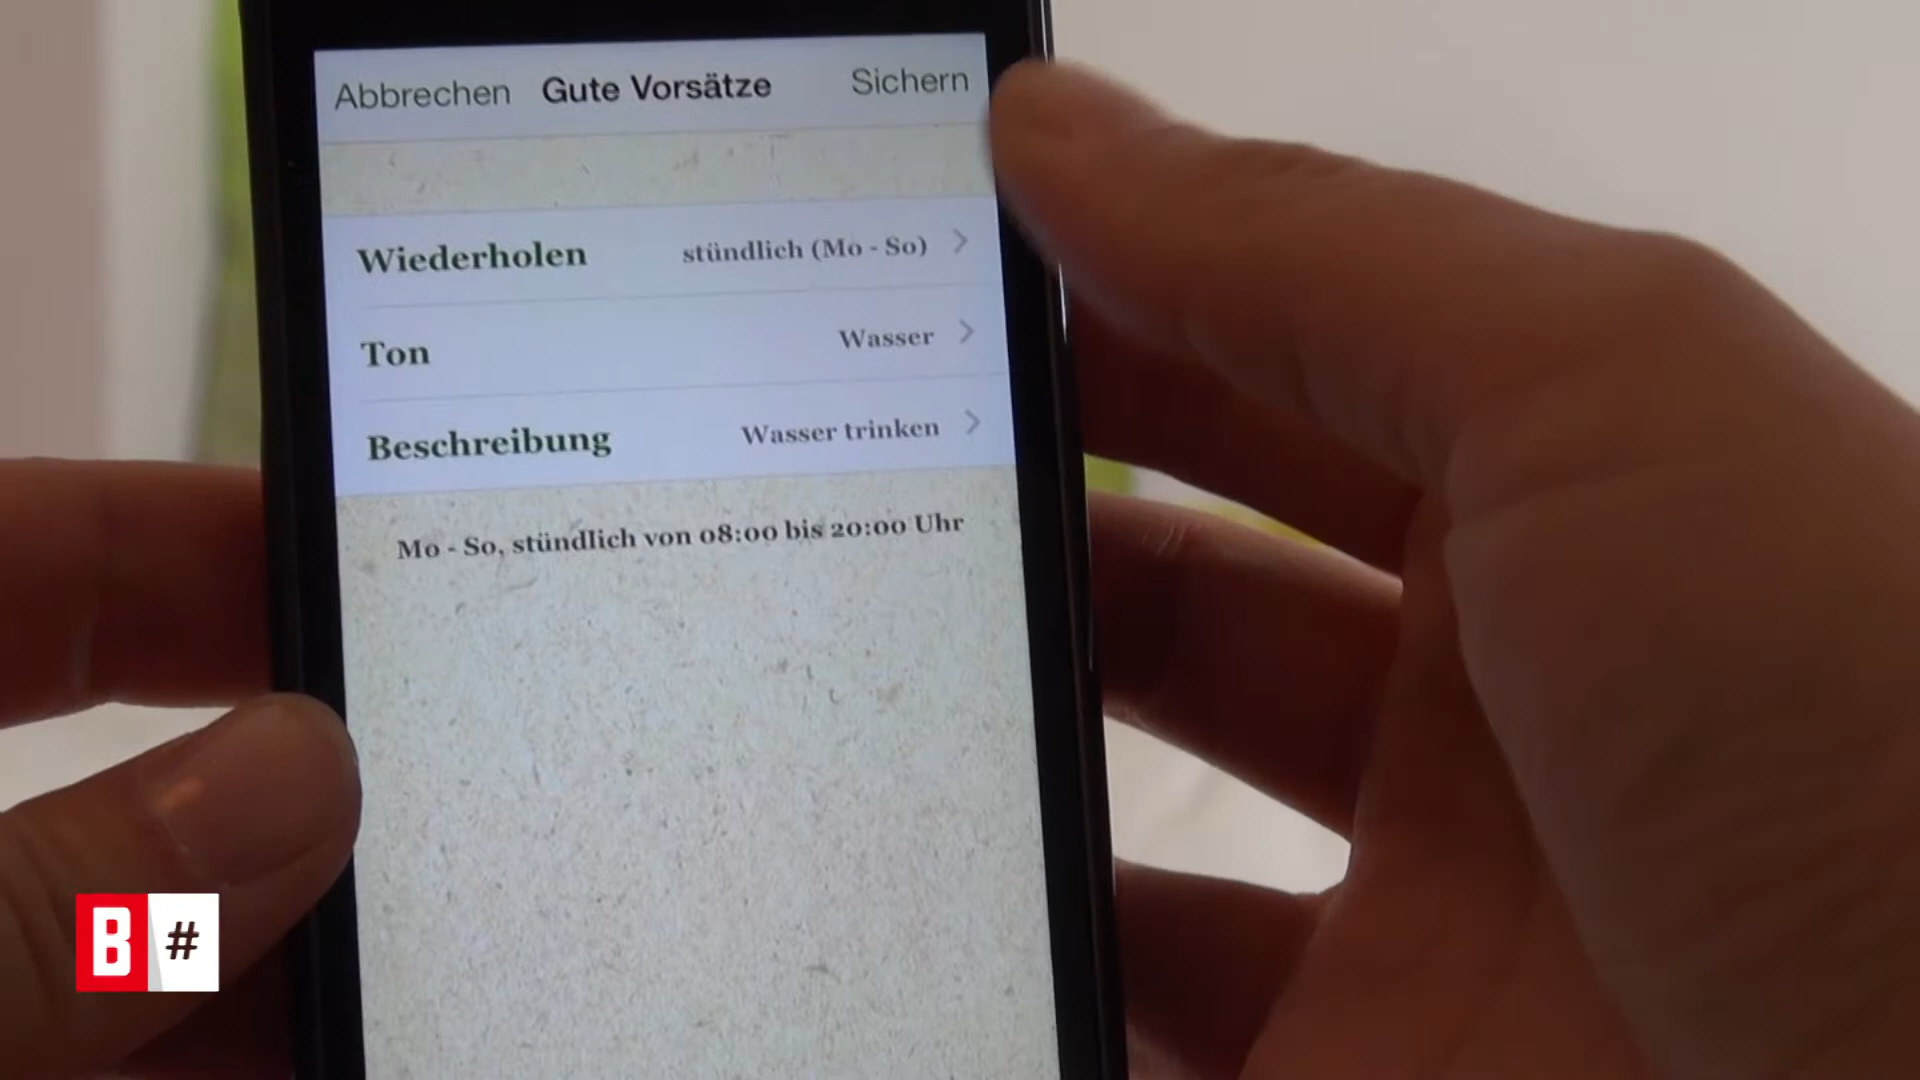 Abbrechen Gute Vorsätze Sichern
Wiederholen stündlich (Mo - So)
Ton Wasser
Beschreibung Wasser trinken
Mo - So, stündlich von 08:00 bis 20:00 Uhr
B #